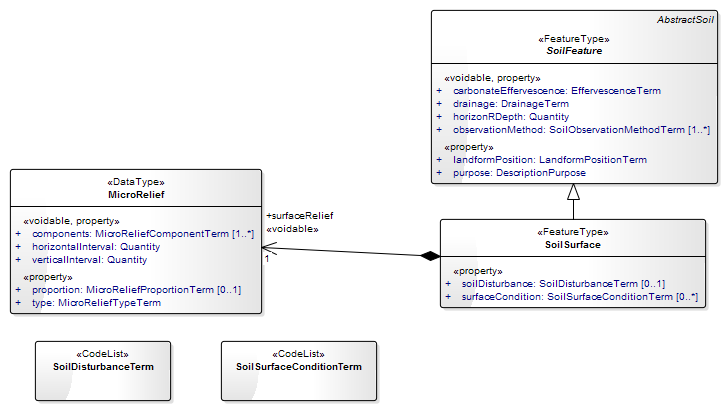 AbstractSoil
«FeatureType»
SoilFeature
«voidable, property»
+ carbonateEffervescence: EffervescenceTerm
+ drainage: DrainageTerm
+ horizonRDepth: Quantity
+ observationMethod: SoilObservationMethodTerm [1..*]
«property»
+ landformPosition: LandformPositionTerm
+ purpose: DescriptionPurpose
«DataType»
MicroRelief
«voidable, property»
+ components: MicroReliefComponentTerm [1..*]
+ horizontalInterval: Quantity
+ verticalInterval: Quantity
«property»
+ proportion: MicroReliefProportionTerm [0..1]
+ type: MicroReliefTypeTerm
+surfaceRelief
«voidable»
1
«FeatureType»
SoilSurface
«property»
+ soilDisturbance: SoilDisturbanceTerm [0..1]
+ surfaceCondition: SoilSurfaceConditionTerm [0..*]
«CodeList»
SoilDisturbanceTerm
«CodeList»
SoilSurfaceConditionTerm